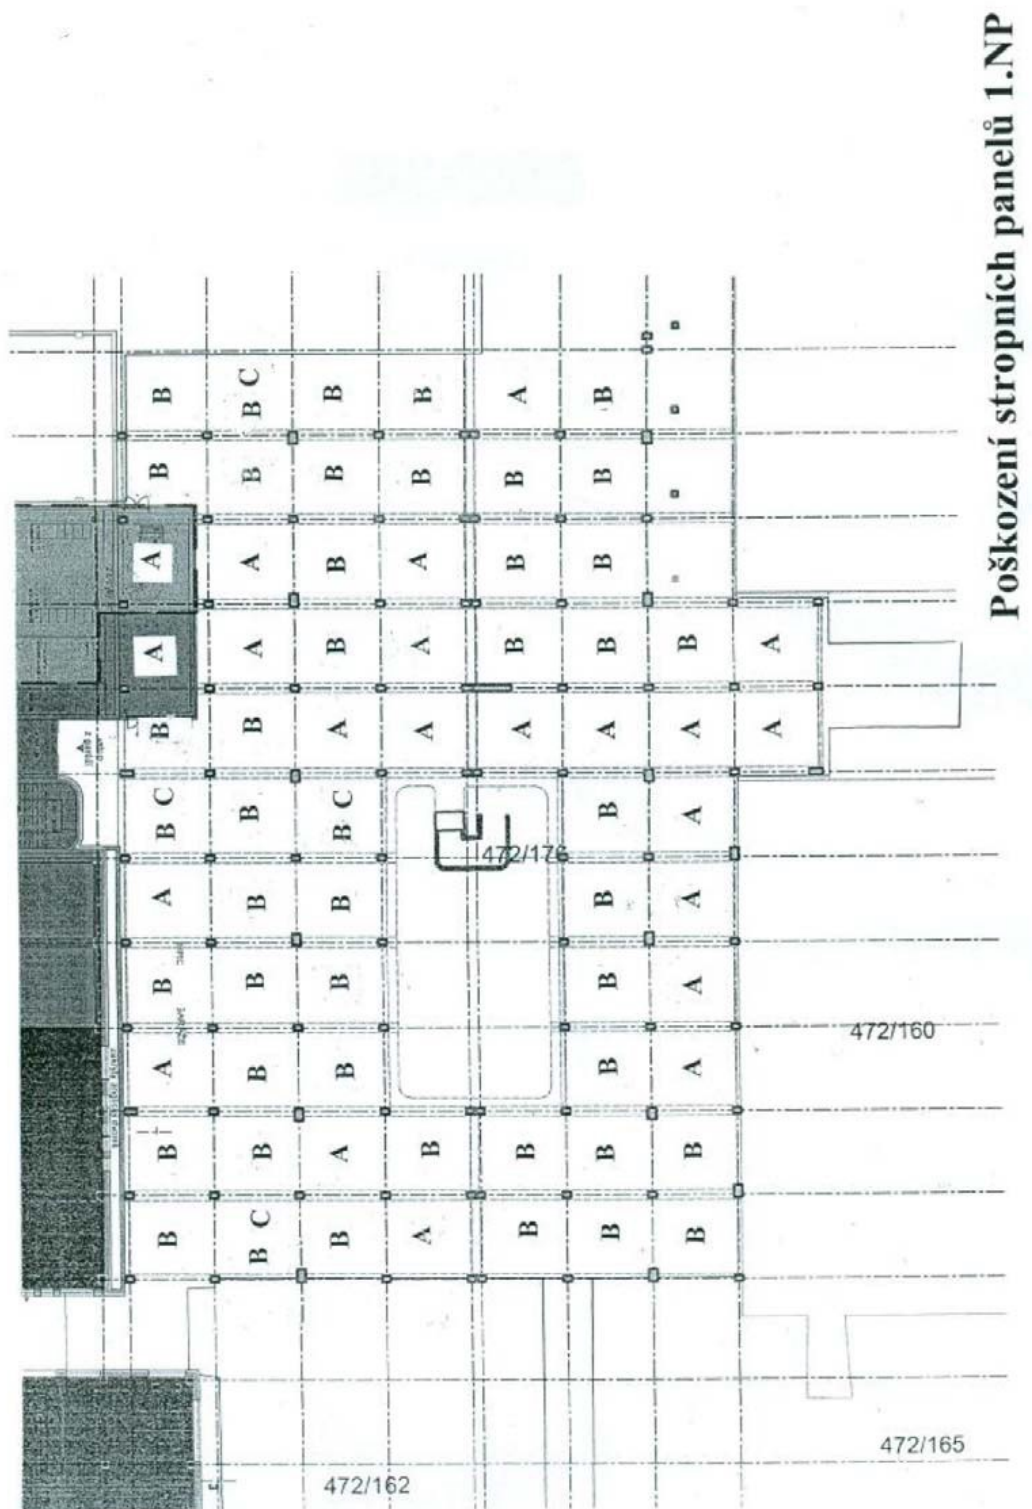 B B A B A B C B A A B B
B C B B B B B B A A B B C
B A B B B B C A B B B B
472/162
A B A A A B B
B B A B B B A
472/176
B B B B B B A B B B B
B B A A A A A B
A A
472/160
472/165
Poškození stropních panelů 1.NP